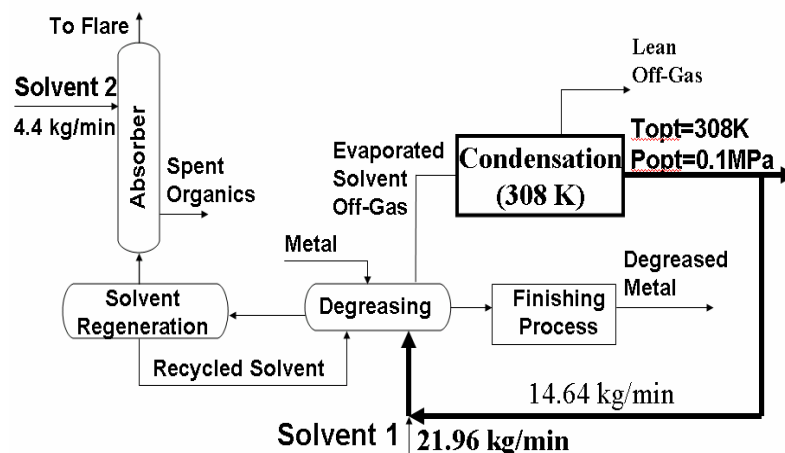 To Flare
Solvent 2
4.4 kg/min
Absorber
Spent
Organics
Solvent
Regeneration
Recycled Solvent
Metal
Degreasing
Evaporated
Solvent
Off-Gas
Condensation
(308 K)
Lean
Off-Gas
Topt=308K
Popt=0.1MPa
Finishing
Process
Degreased
Metal
14.64 kg/min
Solvent 1
21.96 kg/min